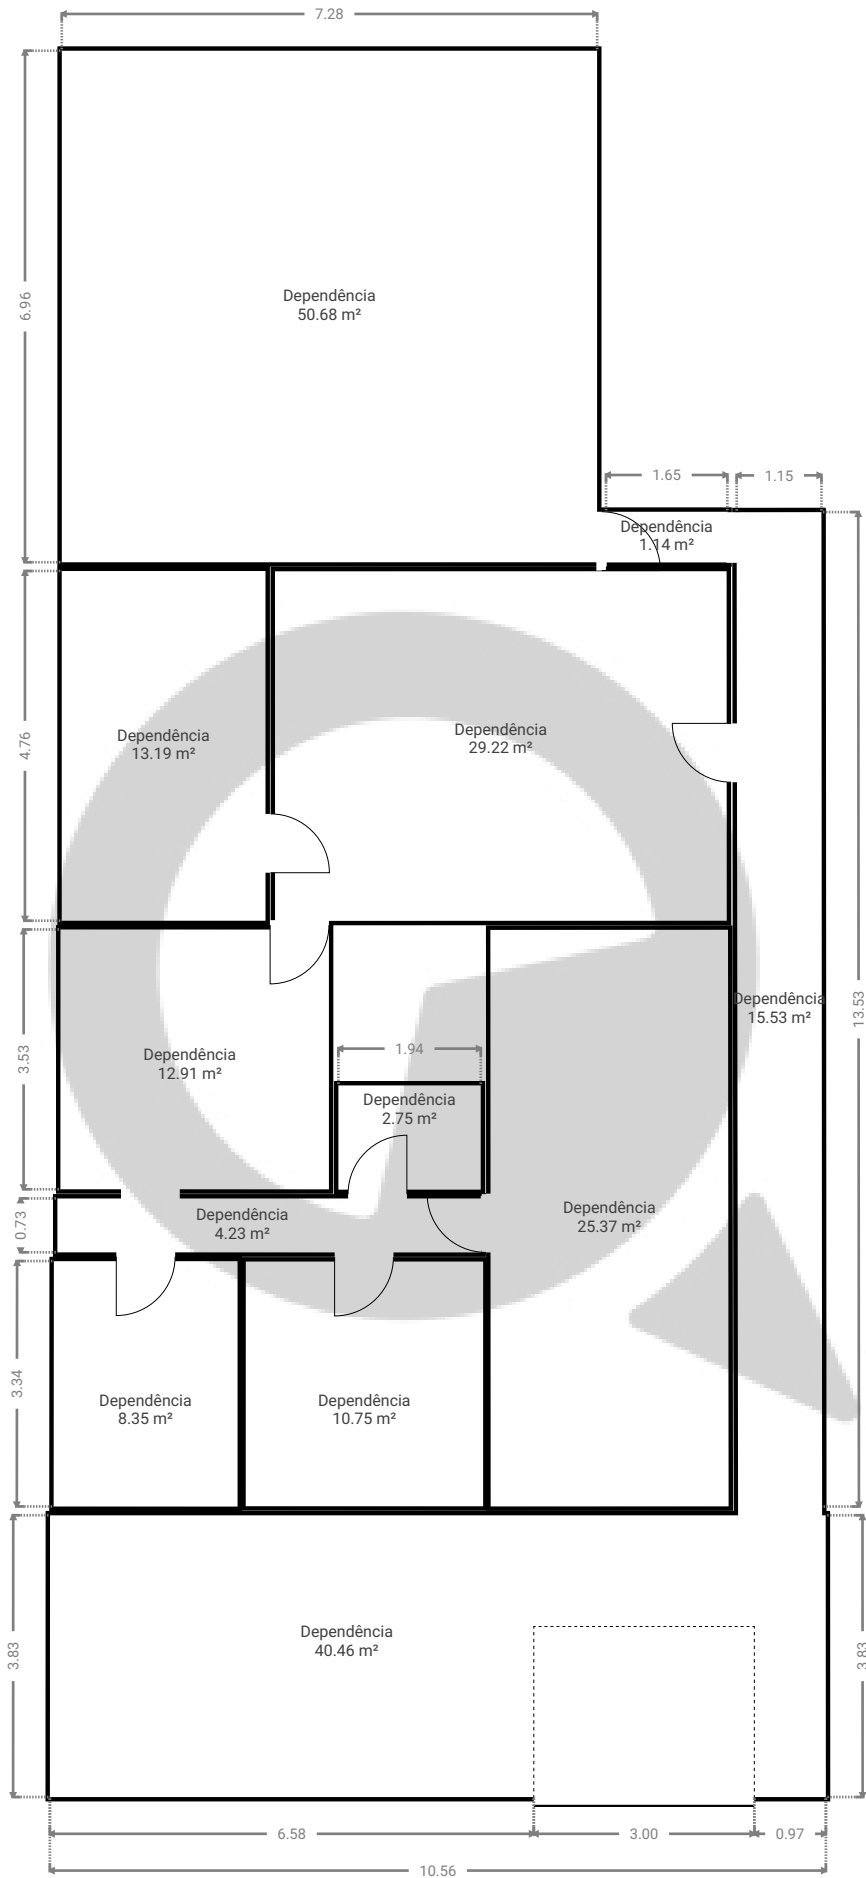 7.28
6.96
Dependência
50.68 m²
1.65
1.15
Dependência
1.14 m²
4.76
Dependência
13.19 m²
Dependência
29.22 m²
13.53
Dependência
15.53 m²
3.53
Dependência
12.91 m²
1.94
Dependência
2.75 m²
0.73
Dependência
4.23 m²
Dependência
25.37 m²
3.34
Dependência
8.35 m²
Dependência
10.75 m²
3.83
Dependência
40.46 m²
3.83
6.58
3.00
0.97
10.56